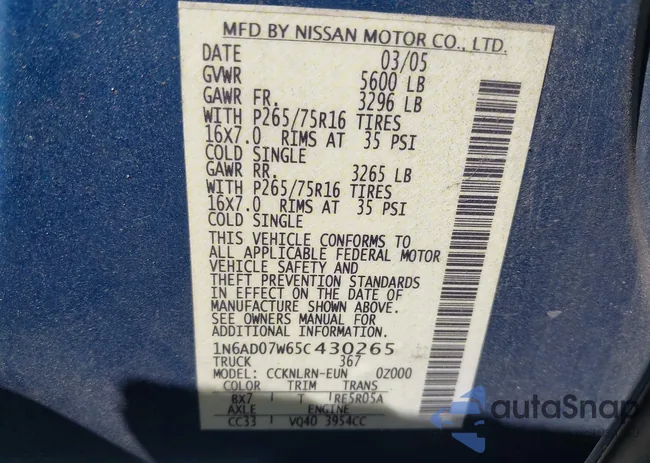 MFD BY NISSAN MOTOR CO., LTD.
DATE 03/05
GVWR 5600 LB
GAWR FR. 3296 LB
WITH P265/75R16 TIRES
16X7.0 RIMS AT 35 PSI
COLD SINGLE
GAWR RR. 3265 LB
WITH P265/75R16 TIRES
16X7.0 RIMS AT 35 PSI
COLD SINGLE
THIS VEHICLE CONFORMS TO
ALL APPLICABLE FEDERAL MOTOR
VEHICLE SAFETY AND
THEFT PREVENTION STANDARDS
IN EFFECT ON THE DATE OF
MANUFACTURE SHOWN ABOVE.
SEE OWNERS MANUAL FOR
ADDITIONAL INFORMATION.
1N6AD07W65C430265
TRUCK 367
MODEL: CCKNLRN-EUN 0Z000
COLOR TRIM TRANS
BX7 T RE5R05A
AXLE ENGINE
CC33 VQ40 3954CC
autoSnap